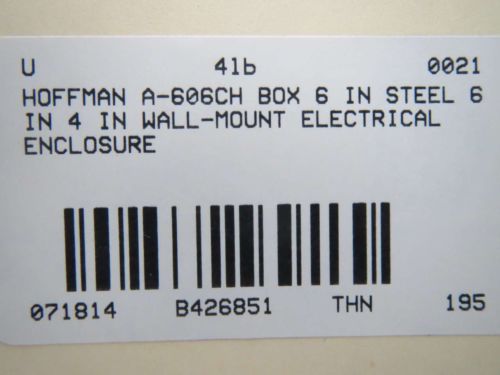 U 41b 0021
HOFFMAN A-606CH BOX 6 IN STEEL 6
IN 4 IN WALL-MOUNT ELECTRICAL
ENCLOSURE
071814 B426851 THN 195